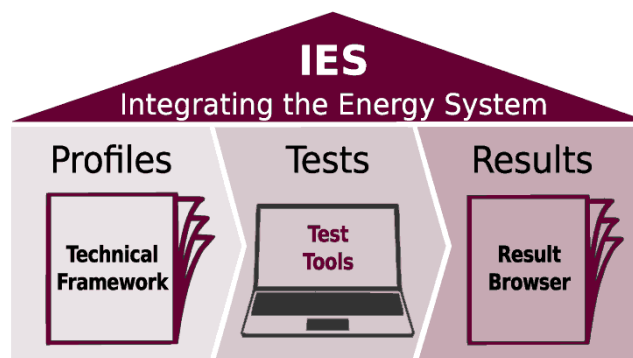 IES
Integrating the Energy System
Profiles
Tests
Results
Technical
Framework
Test
Tools
Result
Browser